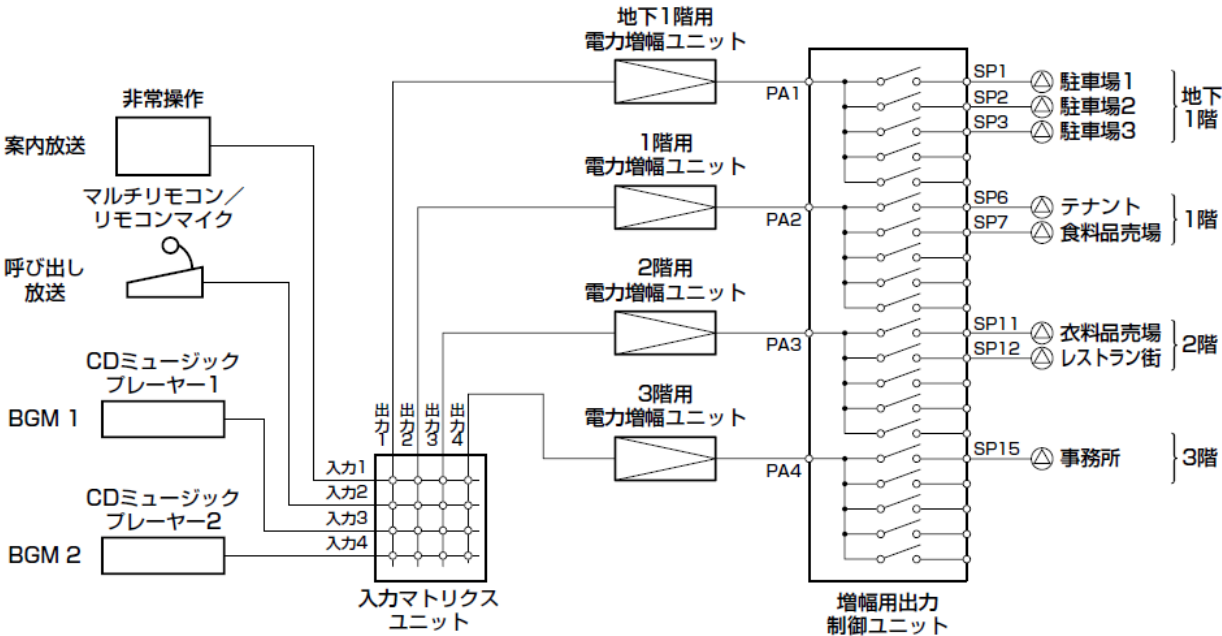 地下1階用
電力増幅ユニット
PA1
1階用
電力増幅ユニット
PA2
2階用
電力増幅ユニット
PA3
3階用
電力増幅ユニット
PA4
非常操作
案内放送
マルチリモコン／
リモコンマイク
呼び出し
放送
CDミュージック
プレーヤー1
BGM 1
CDミュージック
プレーヤー2
BGM 2
出力1
出力2
出力3
出力4
入力1
入力2
入力3
入力4
入力マトリクス
ユニット
SP1
駐車場1
SP2
駐車場2
SP3
駐車場3
地下
1階
SP6
テナント
SP7
食料品売場
1階
SP11
衣料品売場
SP12
レストラン街
2階
SP15
事務所
3階
増幅用出力
制御ユニット